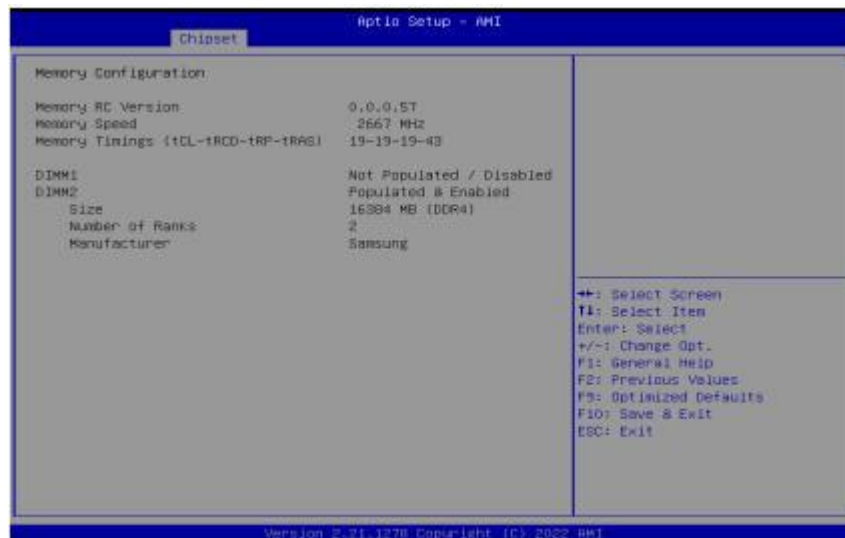 Aptio Setup - AMI
Chipset
Memory Configuration
Memory RC Version 0.0.0.57
Memory Speed 2667 MHz
Memory Timings (tCL-tRCD-tRP-tRAS) 19-19-19-43
DIMM1 Not Populated / Disabled
DIMM2 Populated & Enabled
Size 16384 MB (DDR4)
Number of Ranks 2
Manufacturer Samsung
→←: Select Screen
↑↓: Select Item
Enter: Select
+/-: Change Opt.
F1: General Help
F2: Previous Values
F9: Optimized Defaults
F10: Save & Exit
ESC: Exit
Version 2.21.1278 Copyright (C) 2022 AMI